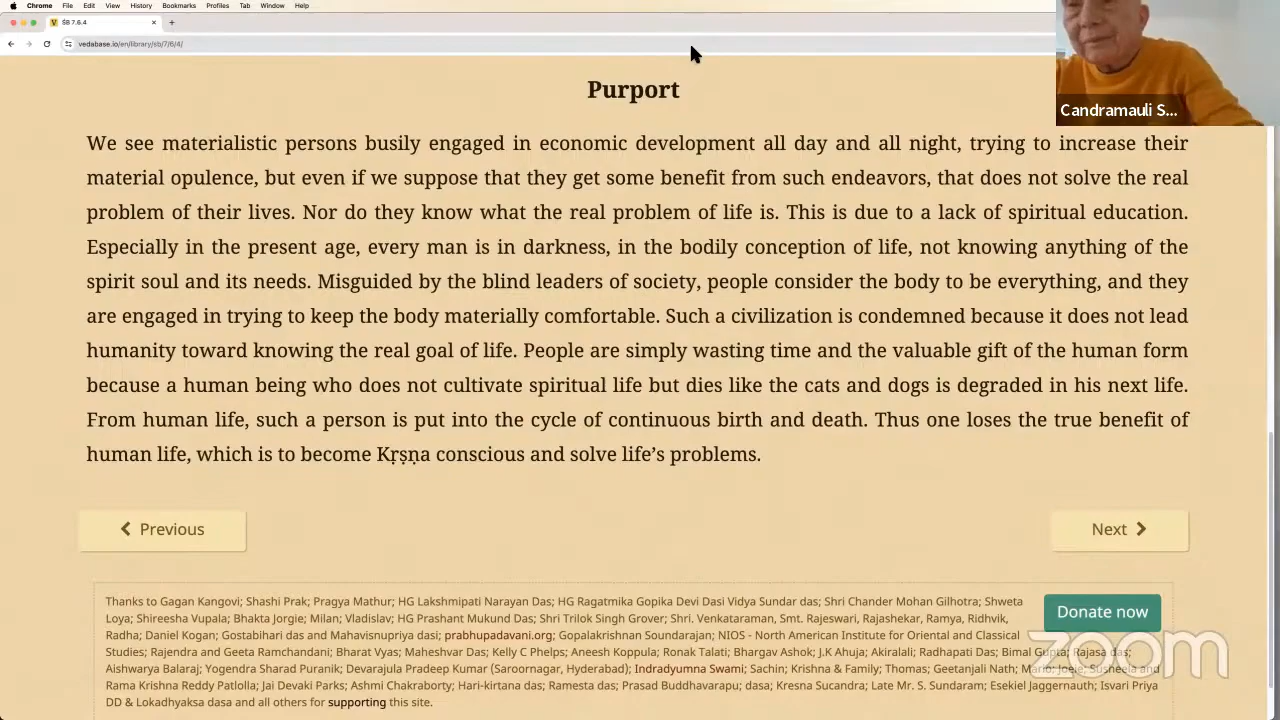 Chrome File Edit View History Bookmarks Profiles Tab Window Help
ŚB 7.6.4
vedabase.io/en/library/sb/7/6/4/
Candramauli S...
Purport
We see materialistic persons busily engaged in economic development all day and all night, trying to increase their
material opulence, but even if we suppose that they get some benefit from such endeavors, that does not solve the real
problem of their lives. Nor do they know what the real problem of life is. This is due to a lack of spiritual education.
Especially in the present age, every man is in darkness, in the bodily conception of life, not knowing anything of the
spirit soul and its needs. Misguided by the blind leaders of society, people consider the body to be everything, and they
are engaged in trying to keep the body materially comfortable. Such a civilization is condemned because it does not lead
humanity toward knowing the real goal of life. People are simply wasting time and the valuable gift of the human form
because a human being who does not cultivate spiritual life but dies like the cats and dogs is degraded in his next life.
From human life, such a person is put into the cycle of continuous birth and death. Thus one loses the true benefit of
human life, which is to become Kṛṣṇa conscious and solve life’s problems.
Previous
Next
Thanks to Gagan Kangovi; Shashi Prak; Pragya Mathur; HG Lakshmipati Narayan Das; HG Ragatmika Gopika Devi Dasi Vidya Sundar das; Shri Chander Mohan Gilhotra; Shweta
Loya; Shireesha Vupala; Bhakta Jorgie; Milan; Vladislav; HG Prashant Mukund Das; Shri Trilok Singh Grover; Shri. Venkatraman, Smt. Rajeswari, Rajashekar, Ramya, Ridhvik,
Radha; Daniel Kogan; Gostabihari das and Mahavisnupriya dasi; prabhupadavani.org; Gopalakrishnan Soundarajan; NIOS - North American Institute for Oriental and Classical
Studies; Rajendra and Geeta Ramchandani; Bharat Vyas; Maheshver Das; Kelly C Phelps; Aneesh Koppula; Ronak Talati; Bhargav Ashok; J.K Ahuja; Akiralali; Radhapati Das; Bimal Gupta; Rajasa das;
Aishwarya Balaraj; Yogendra Sharad Puranik; Devarajula Pradeep Kumar (Saroornagar, Hyderabad); Indradyumna Swami; Sachin; Krishna & Family; Thomas; Geetanjali Nath; Mario; Joeie; Susheela and
Rama Krishna Reddy Patlolla; Jai Devaki Parks; Ashmi Chakraborty; Hari-kirtana das; Ramesta das; Prasad Buddhavarapu; dasa; Kresna Sucandra; Late Mr. S. Sundaram; Esekiel Jaggernauth; Isvari Priya
DD & Lokadhyaksa dasa and all others for supporting this site.
Donate now
zoom